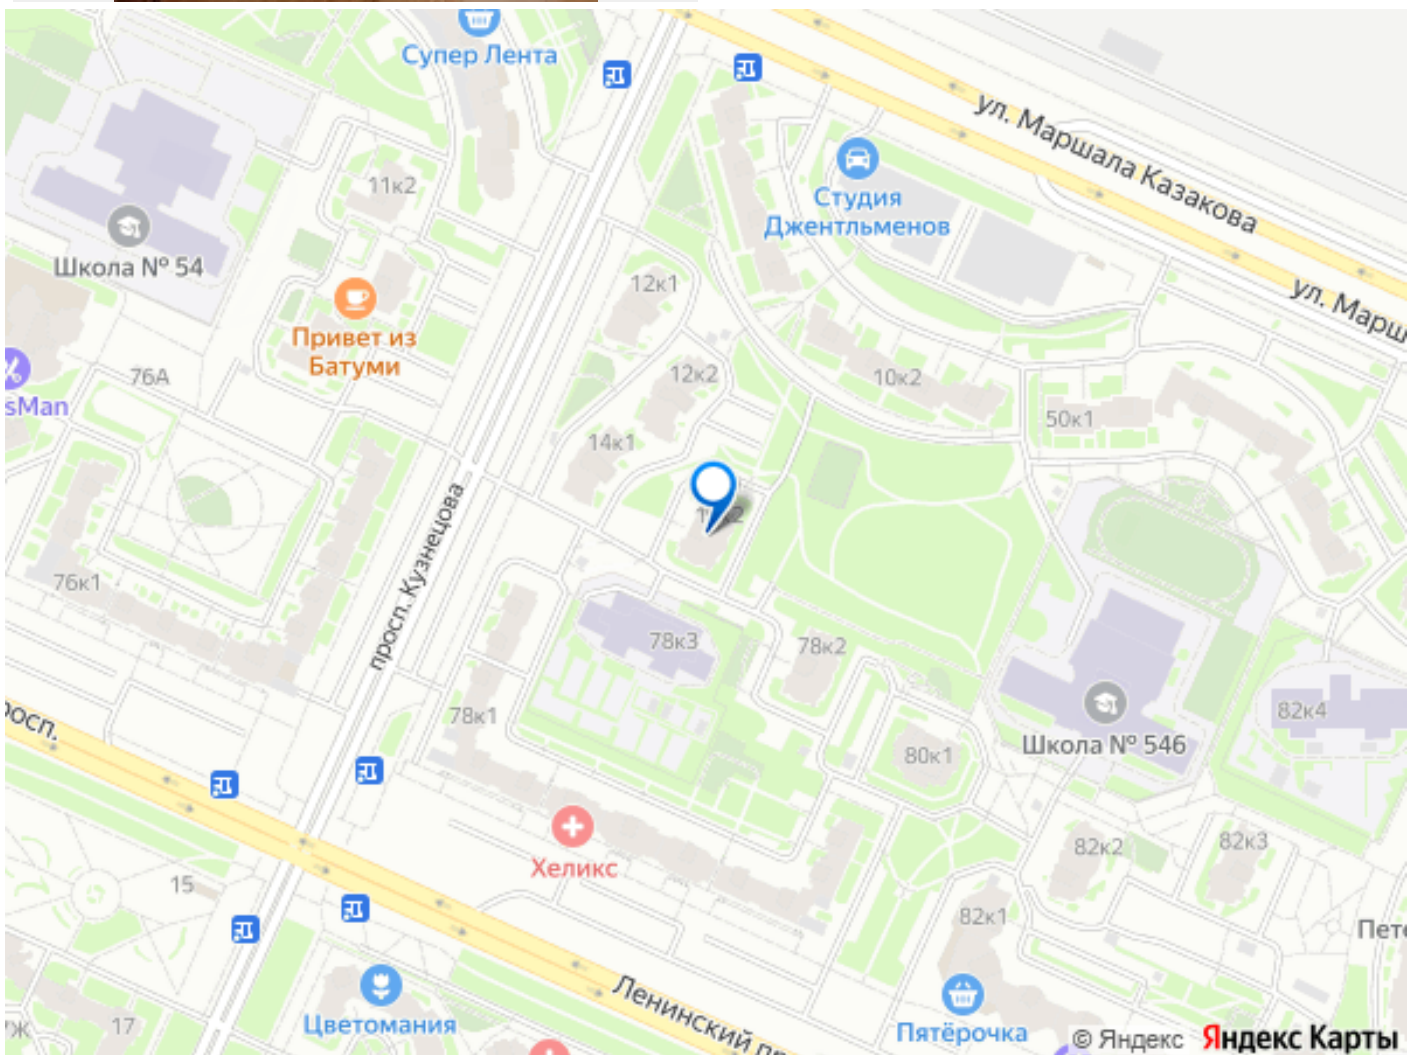 Супер Лента
ул. Маршала Казакова
11к2
Студия
Джентльменов
Школа № 54
12к1
ул. Марш
Привет из
Батуми
76А
12к2
10к2
sMan
50к1
14к1
просп. Кузнецова
76к1
78к3
78к2
78к1
82к4
росп.
Школа № 546
80к1
82к2
82к3
Хеликс
15
82к1
Пете
Ленинский пр
Цветомания
17
Пятёрочка
© Яндекс Яндекс Карты